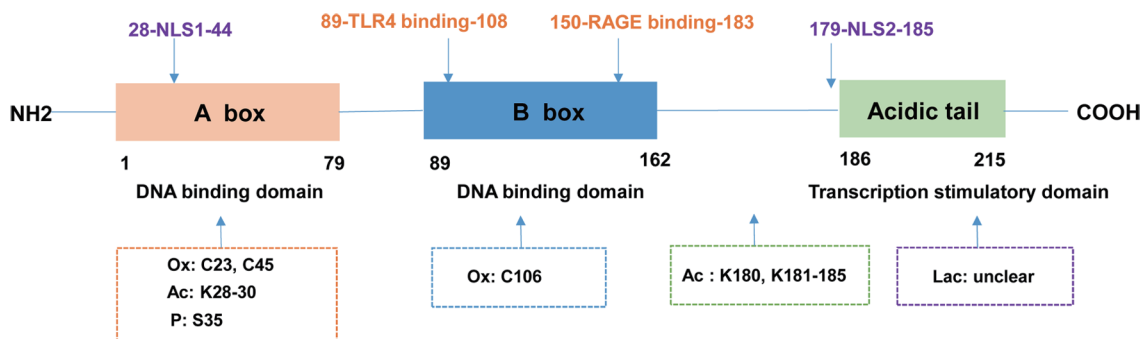 28-NLS1-44
89-TLR4 binding-108
150-RAGE binding-183
179-NLS2-185
NH2
A box
B box
Acidic tail
COOH
1
79
89
162
186
215
DNA binding domain
DNA binding domain
Transcription stimulatory domain
Ox: C23, C45
Ac: K28-30
P: S35
Ox: C106
Ac : K180, K181-185
Lac: unclear